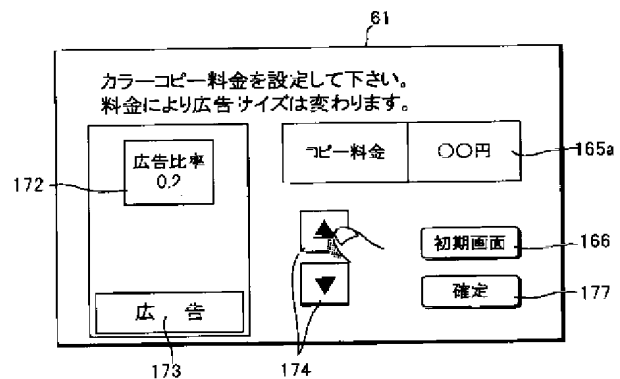 61
カラーコピー料金を設定して下さい。
料金により広告サイズは変わります。
広告比率
0.2
コピー料金
〇〇円
165a
172
初期画面
166
確定
177
広 告
173
174